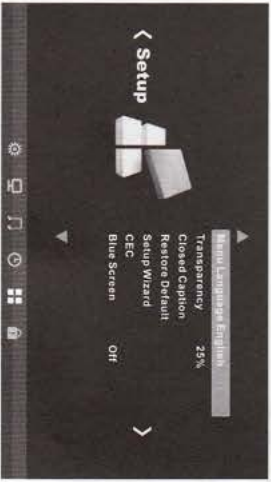 Setup
Menu Language English
Transparency 25%
Closed Caption
Restore Default
Setup Wizard
CEC
Blue Screen Off